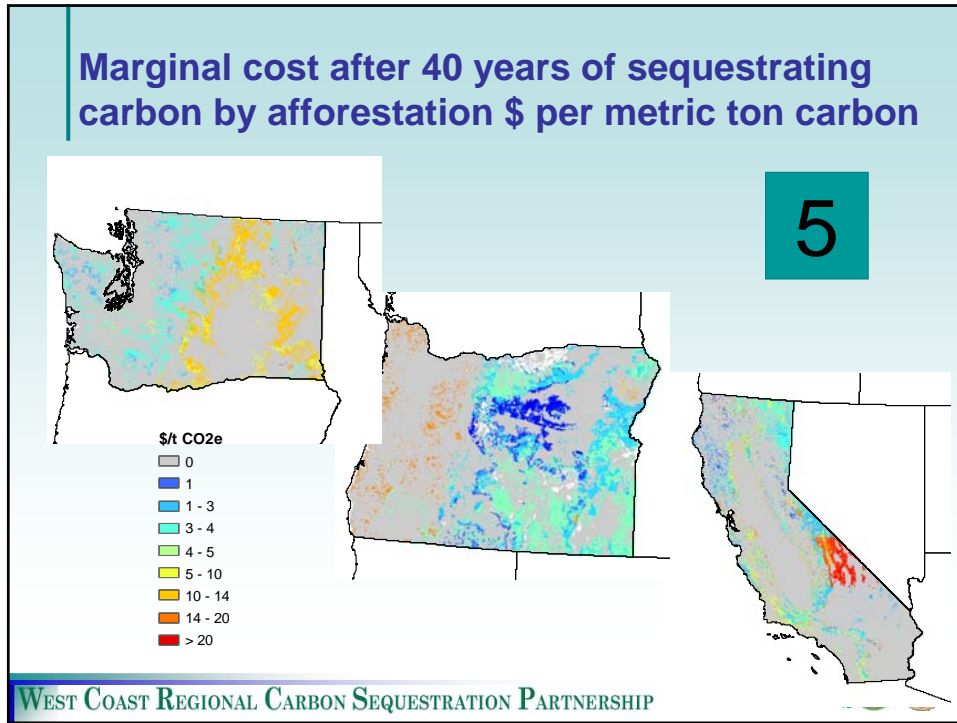 Marginal cost after 40 years of sequestrating
carbon by afforestation $ per metric ton carbon
5
$/t CO2e
0
1
1 - 3
3 - 4
4 - 5
5 - 10
10 - 14
14 - 20
> 20
WEST COAST REGIONAL CARBON SEQUESTRATION PARTNERSHIP